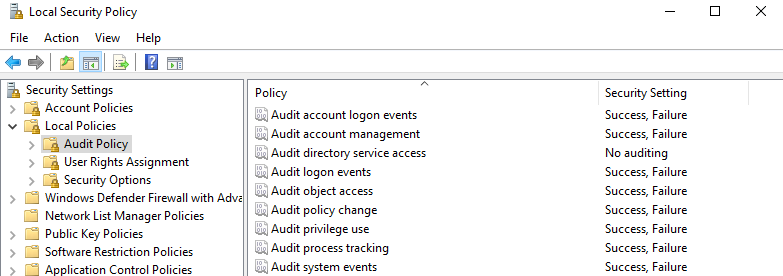 Local Security Policy
File Action View Help
Security Settings
Account Policies
Local Policies
Audit Policy
User Rights Assignment
Security Options
Windows Defender Firewall with Adva
Network List Manager Policies
Public Key Policies
Software Restriction Policies
Application Control Policies
Policy Security Setting
Audit account logon events Success, Failure
Audit account management Success, Failure
Audit directory service access No auditing
Audit logon events Success, Failure
Audit object access Success, Failure
Audit policy change Success, Failure
Audit privilege use Success, Failure
Audit process tracking Success, Failure
Audit system events Success, Failure